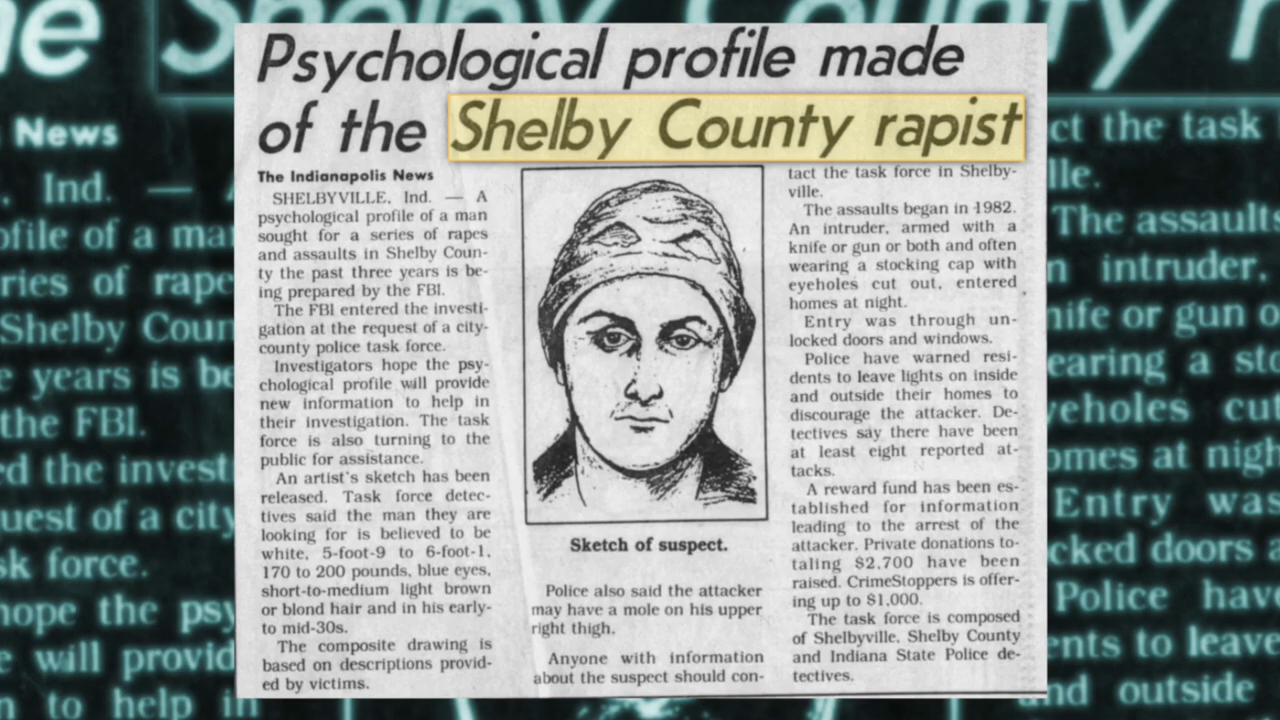 Psychological profile made
of the Shelby County rapist
The Indianapolis News
SHELBYVILLE, Ind. — A
psychological profile of a man
sought for a series of rapes
and assaults in Shelby Coun-
ty the past three years is be-
ing prepared by the FBI.
The FBI entered the investi-
gation at the request of a city-
county police task force.
Investigators hope the psy-
chological profile will provide
new information to help in
their investigation. The task
force is also turning to the
public for assistance.
An artist's sketch has been
released. Task force detec-
tives said the man they are
looking for is believed to be
white, 5-foot-9 to 6-foot-1,
170 to 200 pounds, blue eyes,
short-to-medium light brown
or blond hair and in his early-
to mid-30s.
The composite drawing is
based on descriptions provid-
ed by victims.
Sketch of suspect.
Police also said the attacker
may have a mole on his upper
right thigh.
Anyone with information
about the suspect should con-
tact the task force in Shelby-
ville.
The assaults began in 1982.
An intruder, armed with a
knife or gun or both and often
wearing a stocking cap with
eyeholes cut out, entered
homes at night.
Entry was through un-
locked doors and windows.
Police have warned resi-
dents to leave lights on inside
and outside their homes to
discourage the attacker. De-
tectives say there have been
at least eight reported at-
tacks.
A reward fund has been es-
tablished for information
leading to the arrest of the
attacker. Private donations to-
taling $2,700 have been
raised. CrimeStoppers is offer-
ing up to $1,000.
The task force is composed
of Shelbyville, Shelby County
and Indiana State Police de-
tectives.